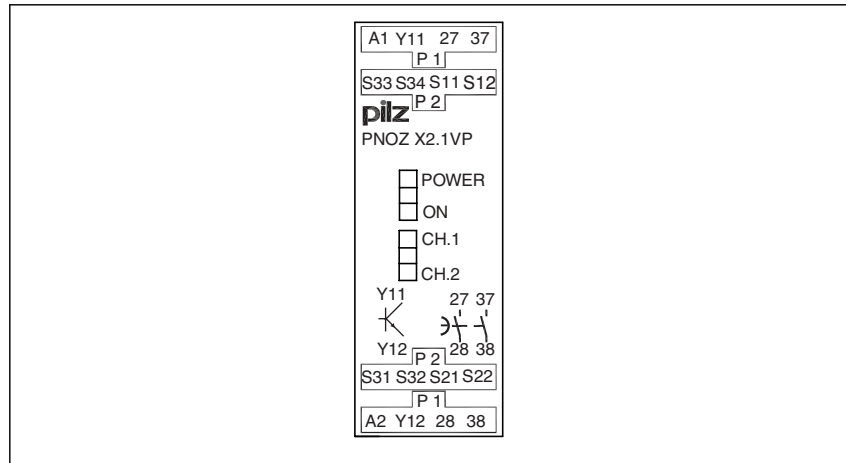 A1 Y11 27 37
P 1
S33 S34 S11 S12
P 2
pilz
PNOZ X2.1VP
POWER
ON
CH.1
CH.2
Y11 27 37
Y12 28 38
P 2
S31 S32 S21 S22
P 1
A2 Y12 28 38